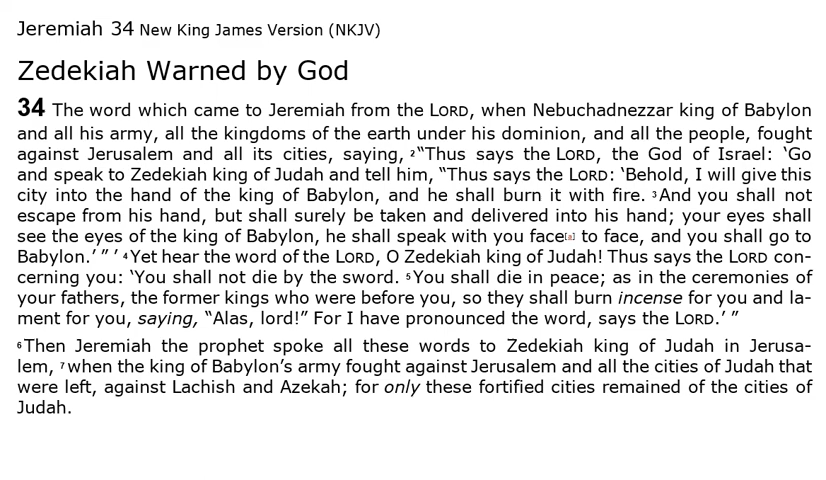 Jeremiah 34 New King James Version (NKJV)
Zedekiah Warned by God
34 The word which came to Jeremiah from the LORD, when Nebuchadnezzar king of Babylon
and all his army, all the kingdoms of the earth under his dominion, and all the people, fought
against Jerusalem and all its cities, saying, 2 “Thus says the LORD, the God of Israel: ‘Go
and speak to Zedekiah king of Judah and tell him, “Thus says the LORD: ‘Behold, I will give this
city into the hand of the king of Babylon, and he shall burn it with fire. 3 And you shall not
escape from his hand, but shall surely be taken and delivered into his hand; your eyes shall
see the eyes of the king of Babylon, he shall speak with you face[a] to face, and you shall go to
Babylon.’ ” ’ 4 Yet hear the word of the LORD, O Zedekiah king of Judah! Thus says the LORD con-
cerning you: ‘You shall not die by the sword. 5 You shall die in peace; as in the ceremonies of
your fathers, the former kings who were before you, so they shall burn incense for you and la-
ment for you, saying, “Alas, lord!” For I have pronounced the word, says the LORD.’ ”
6 Then Jeremiah the prophet spoke all these words to Zedekiah king of Judah in Jerusa-
lem, 7 when the king of Babylon’s army fought against Jerusalem and all the cities of Judah that
were left, against Lachish and Azekah; for only these fortified cities remained of the cities of
Judah.